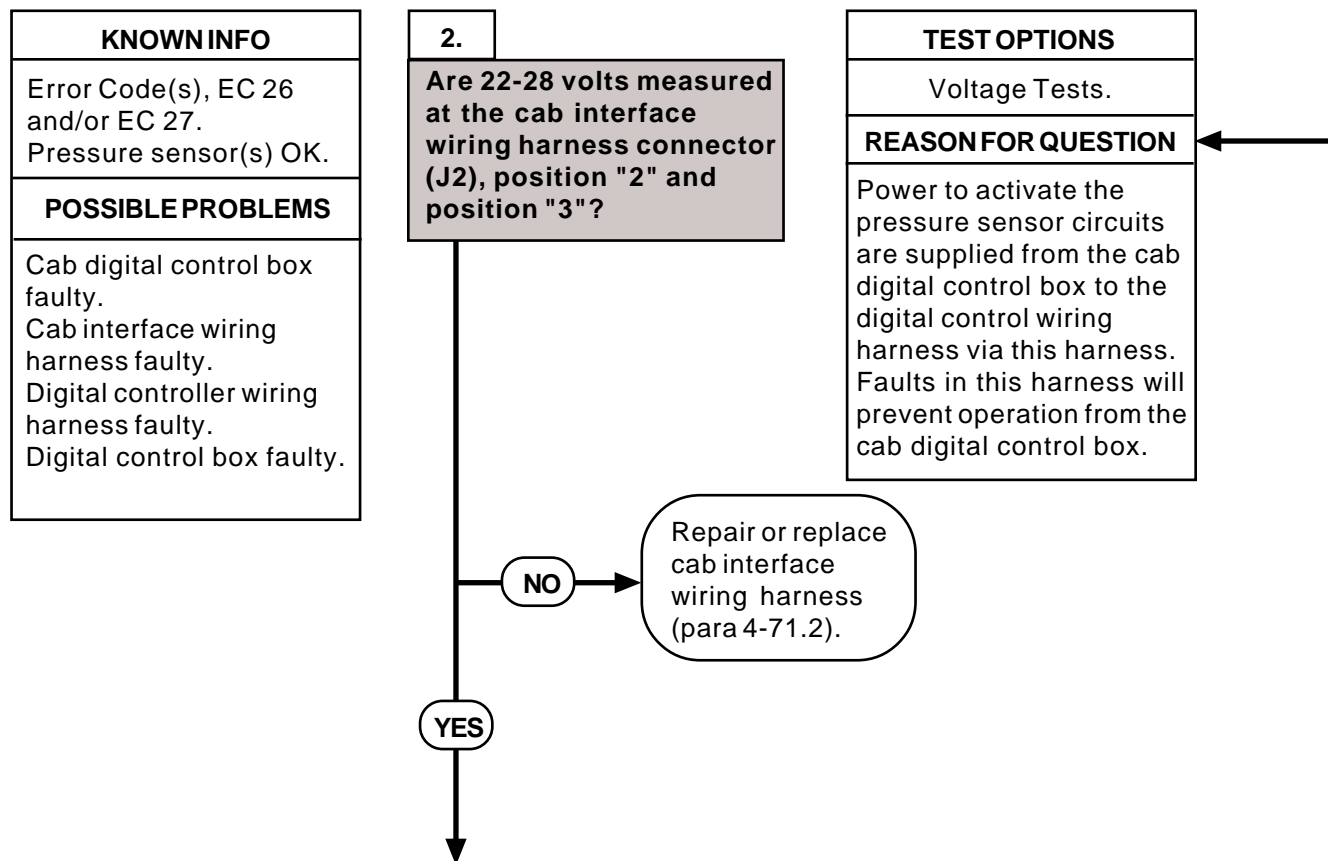 KNOWN INFO
Error Code(s), EC 26
and/or EC 27.
Pressure sensor(s) OK.
POSSIBLE PROBLEMS
Cab digital control box
faulty.
Cab interface wiring
harness faulty.
Digital controller wiring
harness faulty.
Digital control box faulty.
2.
Are 22-28 volts measured
at the cab interface
wiring harness connector
(J2), position "2" and
position "3"?
TEST OPTIONS
Voltage Tests.
REASON FOR QUESTION
Power to activate the
pressure sensor circuits
are supplied from the cab
digital control box to the
digital control wiring
harness via this harness.
Faults in this harness will
prevent operation from the
cab digital control box.
NO
Repair or replace
cab interface
wiring harness
(para 4-71.2).
YES